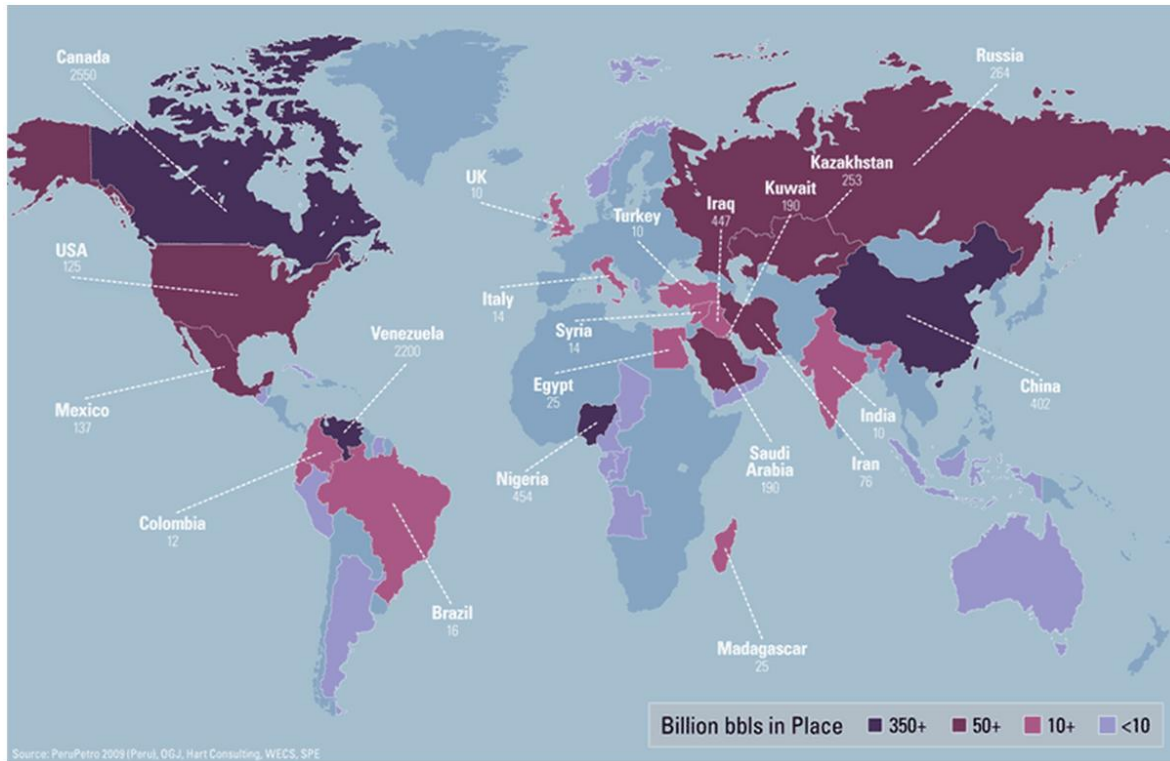 Canada
2550
Russia
264
Kazakhstan
253
UK
10
Kuwait
190
Iraq
447
Turkey
10
USA
125
Italy
14
Venezuela
2200
Syria
14
Egypt
25
China
402
Mexico
137
India
10
Saudi
Arabia
190
Iran
76
Nigeria
454
Colombia
12
Brazil
16
Madagascar
25
Billion bbls in Place 350+ 50+ 10+ <10
Source: PeruPetro 2009 (Peru), OGJ, Hart Consulting, WECS, SPE